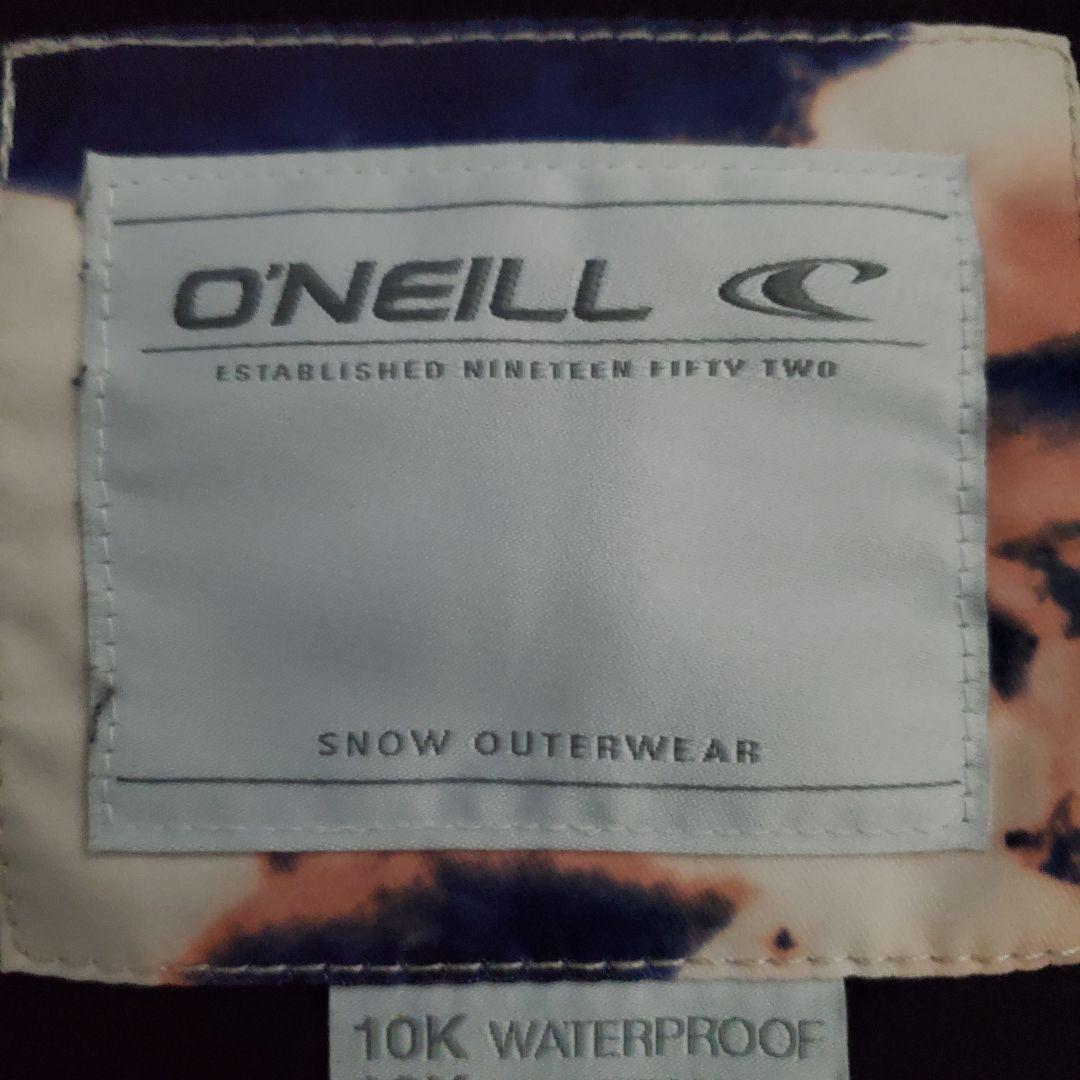 O'NEILL
ESTABLISHED NINETEEN FIFTY TWO
SNOW OUTERWEAR
10K WATERPROOF